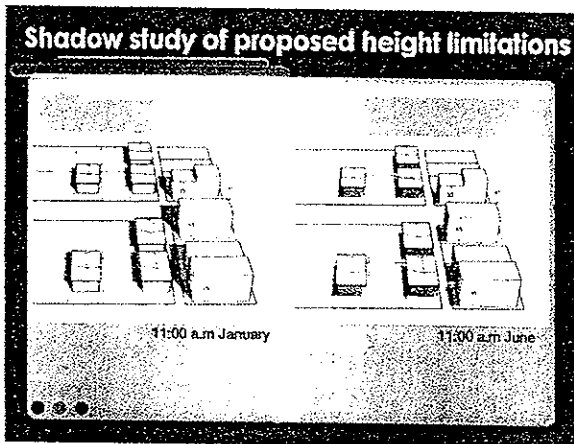 Shadow study of proposed height limitations
11:00 a.m January
11:00 a.m June